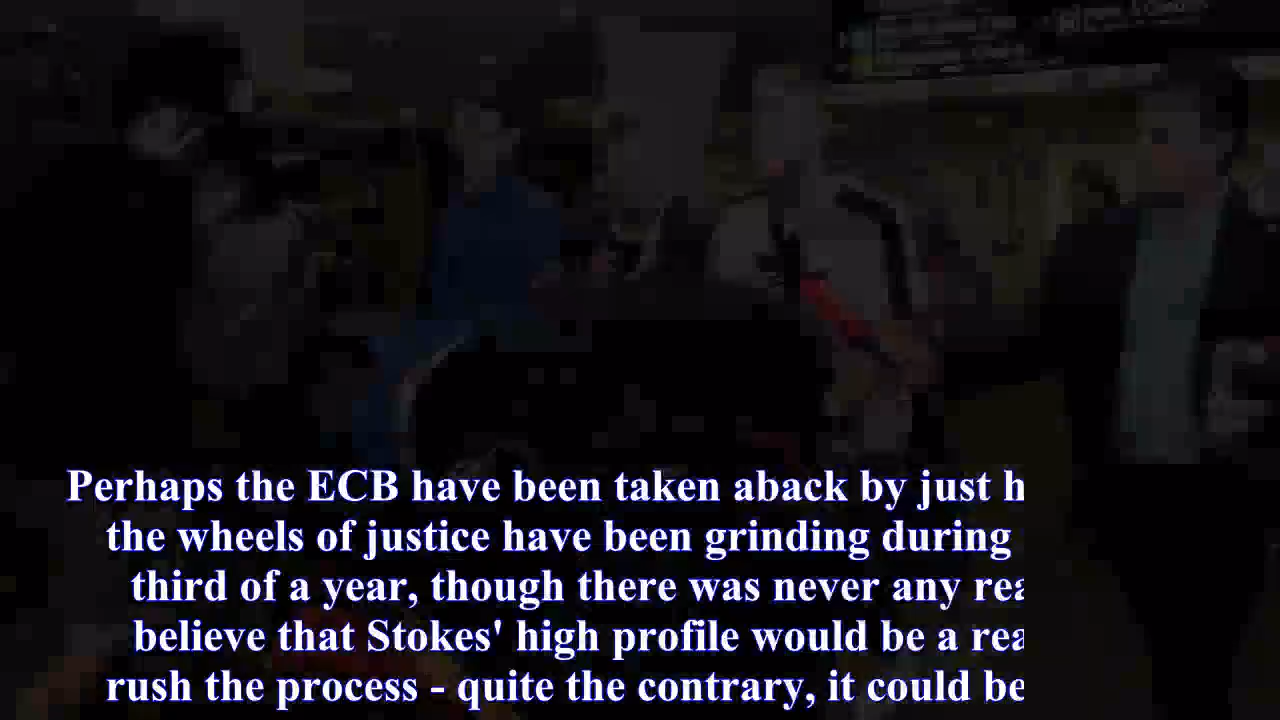 Perhaps the ECB have been taken aback by just
the wheels of justice have been grinding during
third of a year, though there was never any
believe that Stokes' high profile would be a
rush the process - quite the contrary, it could be